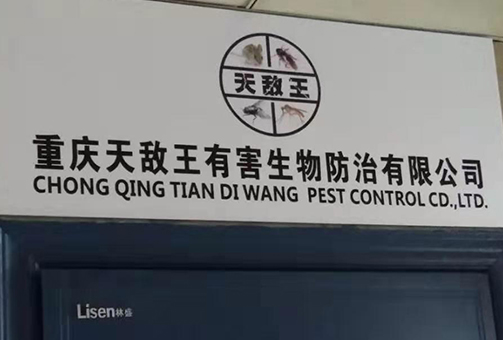 天敌王
重庆天敌王有害生物防治有限公司
CHONG QING TIAN DI WANG PEST CONTROL CD.,LTD.
Lisen林盛